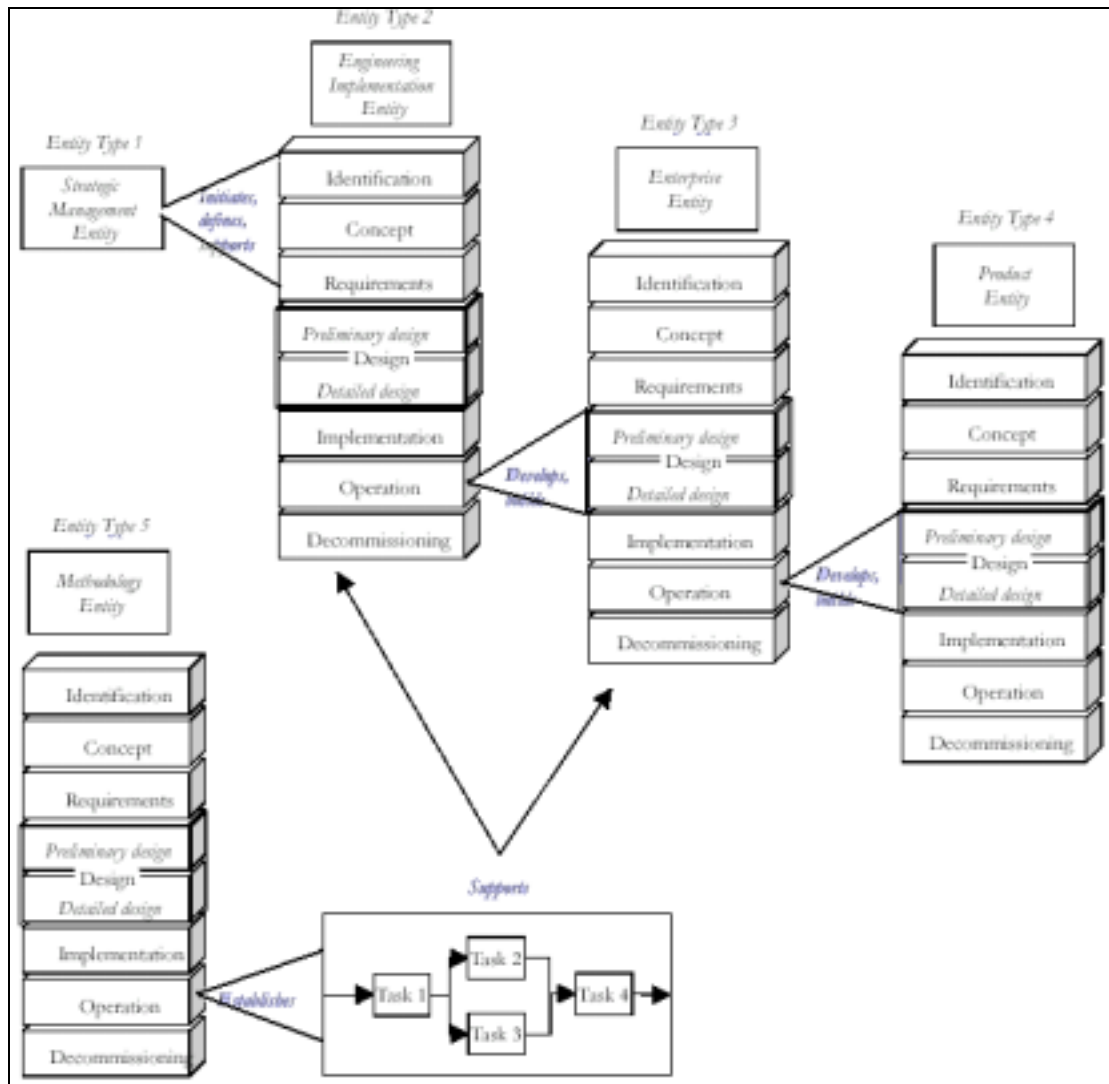 Entity Type 2
Engineering
Implementation
Entity
Identification
Concept
Requirements
Preliminary design
Design
Detailed design
Implementation
Operation
Decommissioning
Entity Type 1
Strategic
Management
Entity
Initiates,
defines,
supports
Entity Type 3
Enterprise
Entity
Identification
Concept
Requirements
Preliminary design
Design
Detailed design
Implementation
Operation
Decommissioning
Develops,
Entity Type 4
Product
Entity
Identification
Concept
Requirements
Preliminary design
Design
Detailed design
Implementation
Operation
Decommissioning
Develops,
Entity Type 5
Methodology
Entity
Identification
Concept
Requirements
Preliminary design
Design
Detailed design
Implementation
Operation
Decommissioning
Establishes
Supports
Task 1
Task 2
Task 3
Task 4